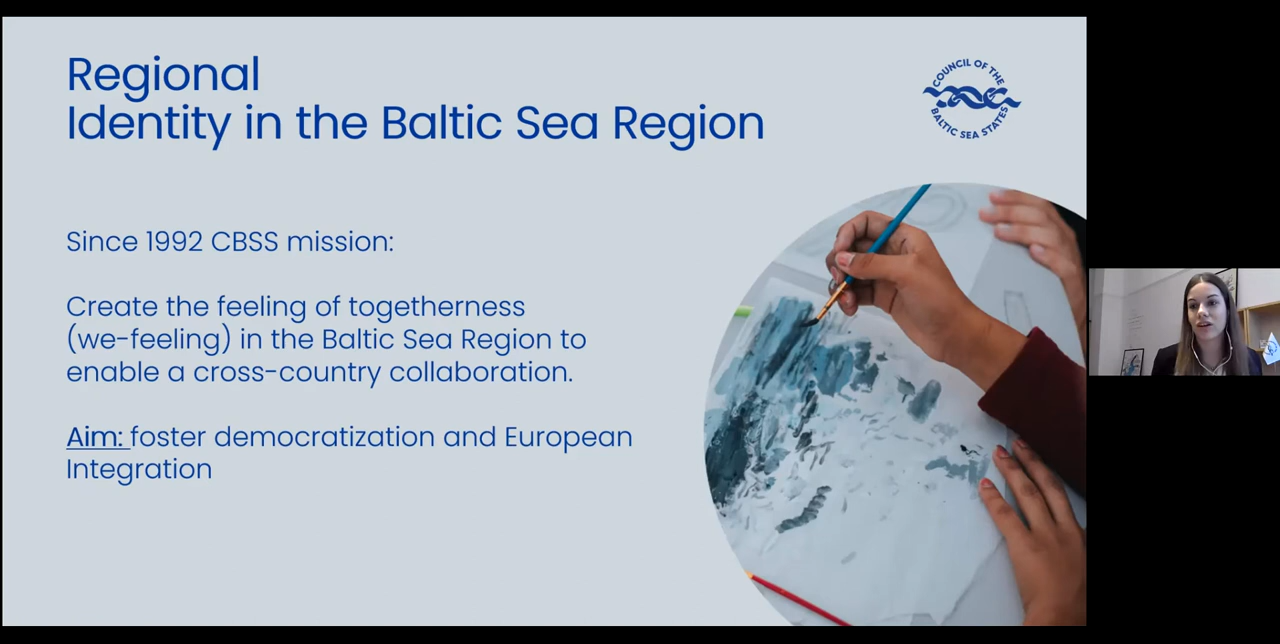 Regional
Identity in the Baltic Sea Region
COUNCIL OF THE
BALTIC SEA STATES
Since 1992 CBSS mission:
Create the feeling of togetherness
(we-feeling) in the Baltic Sea Region to
enable a cross-country collaboration.
Aim: foster democratization and European
Integration